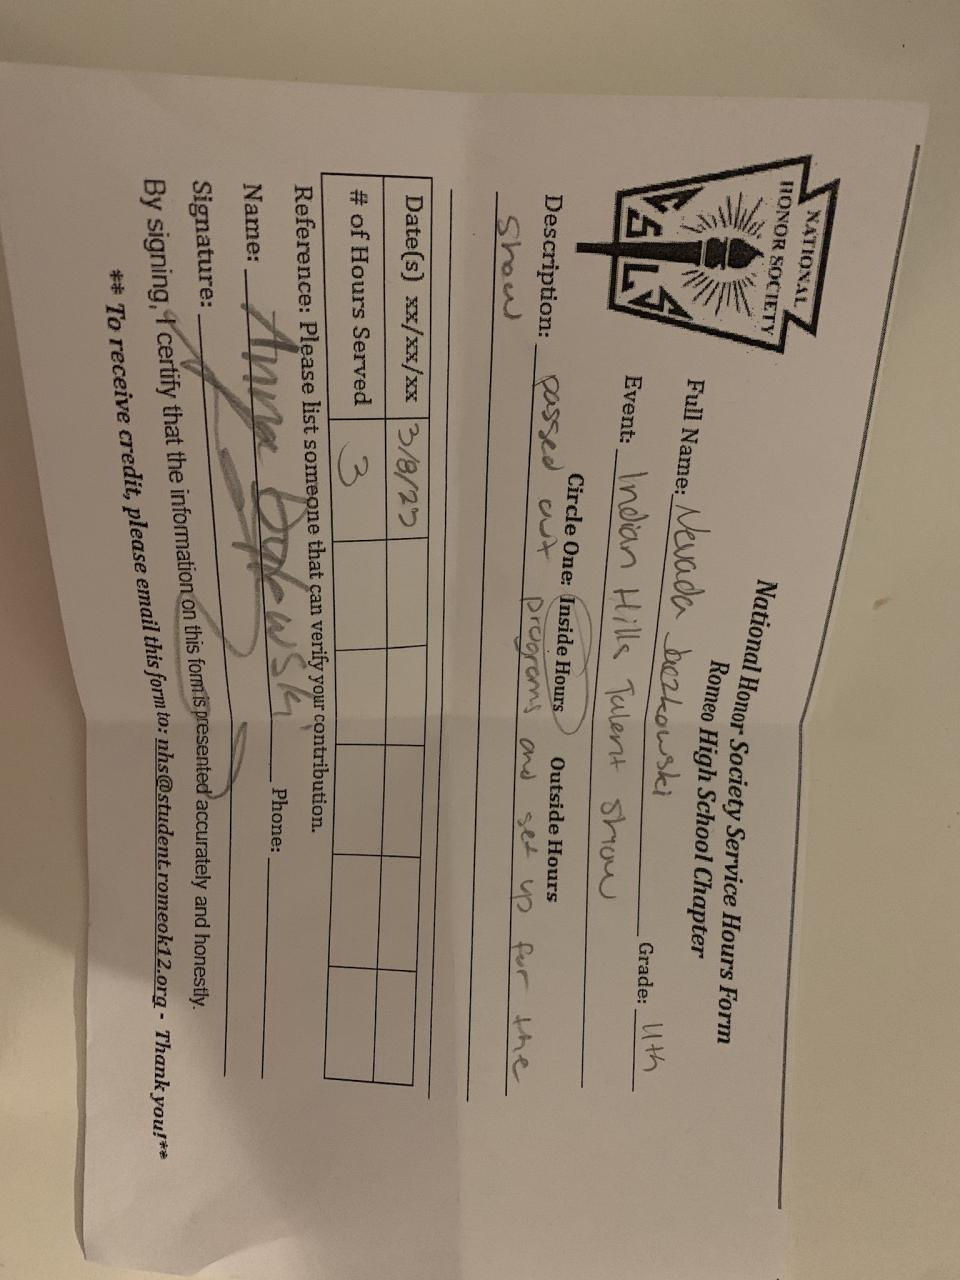 NATIONAL
HONOR SOCIETY
C S L S
National Honor Society Service Hours Form
Romeo High School Chapter
Full Name: Nevada bezkowski Grade: 11th
Event: Indian Hills Talent show
Circle One: Inside Hours Outside Hours
Description: passed out programs and set up for the
show
Date(s) xx/xx/xx 3/8/23
# of Hours Served 3
Reference: Please list someone that can verify your contribution.
Name: Anna Phone:
Signature:
By signing, I certify that the information on this form is presented accurately and honestly.
** To receive credit, please email this form to: nhs@student.romeok12.org - Thank you!**